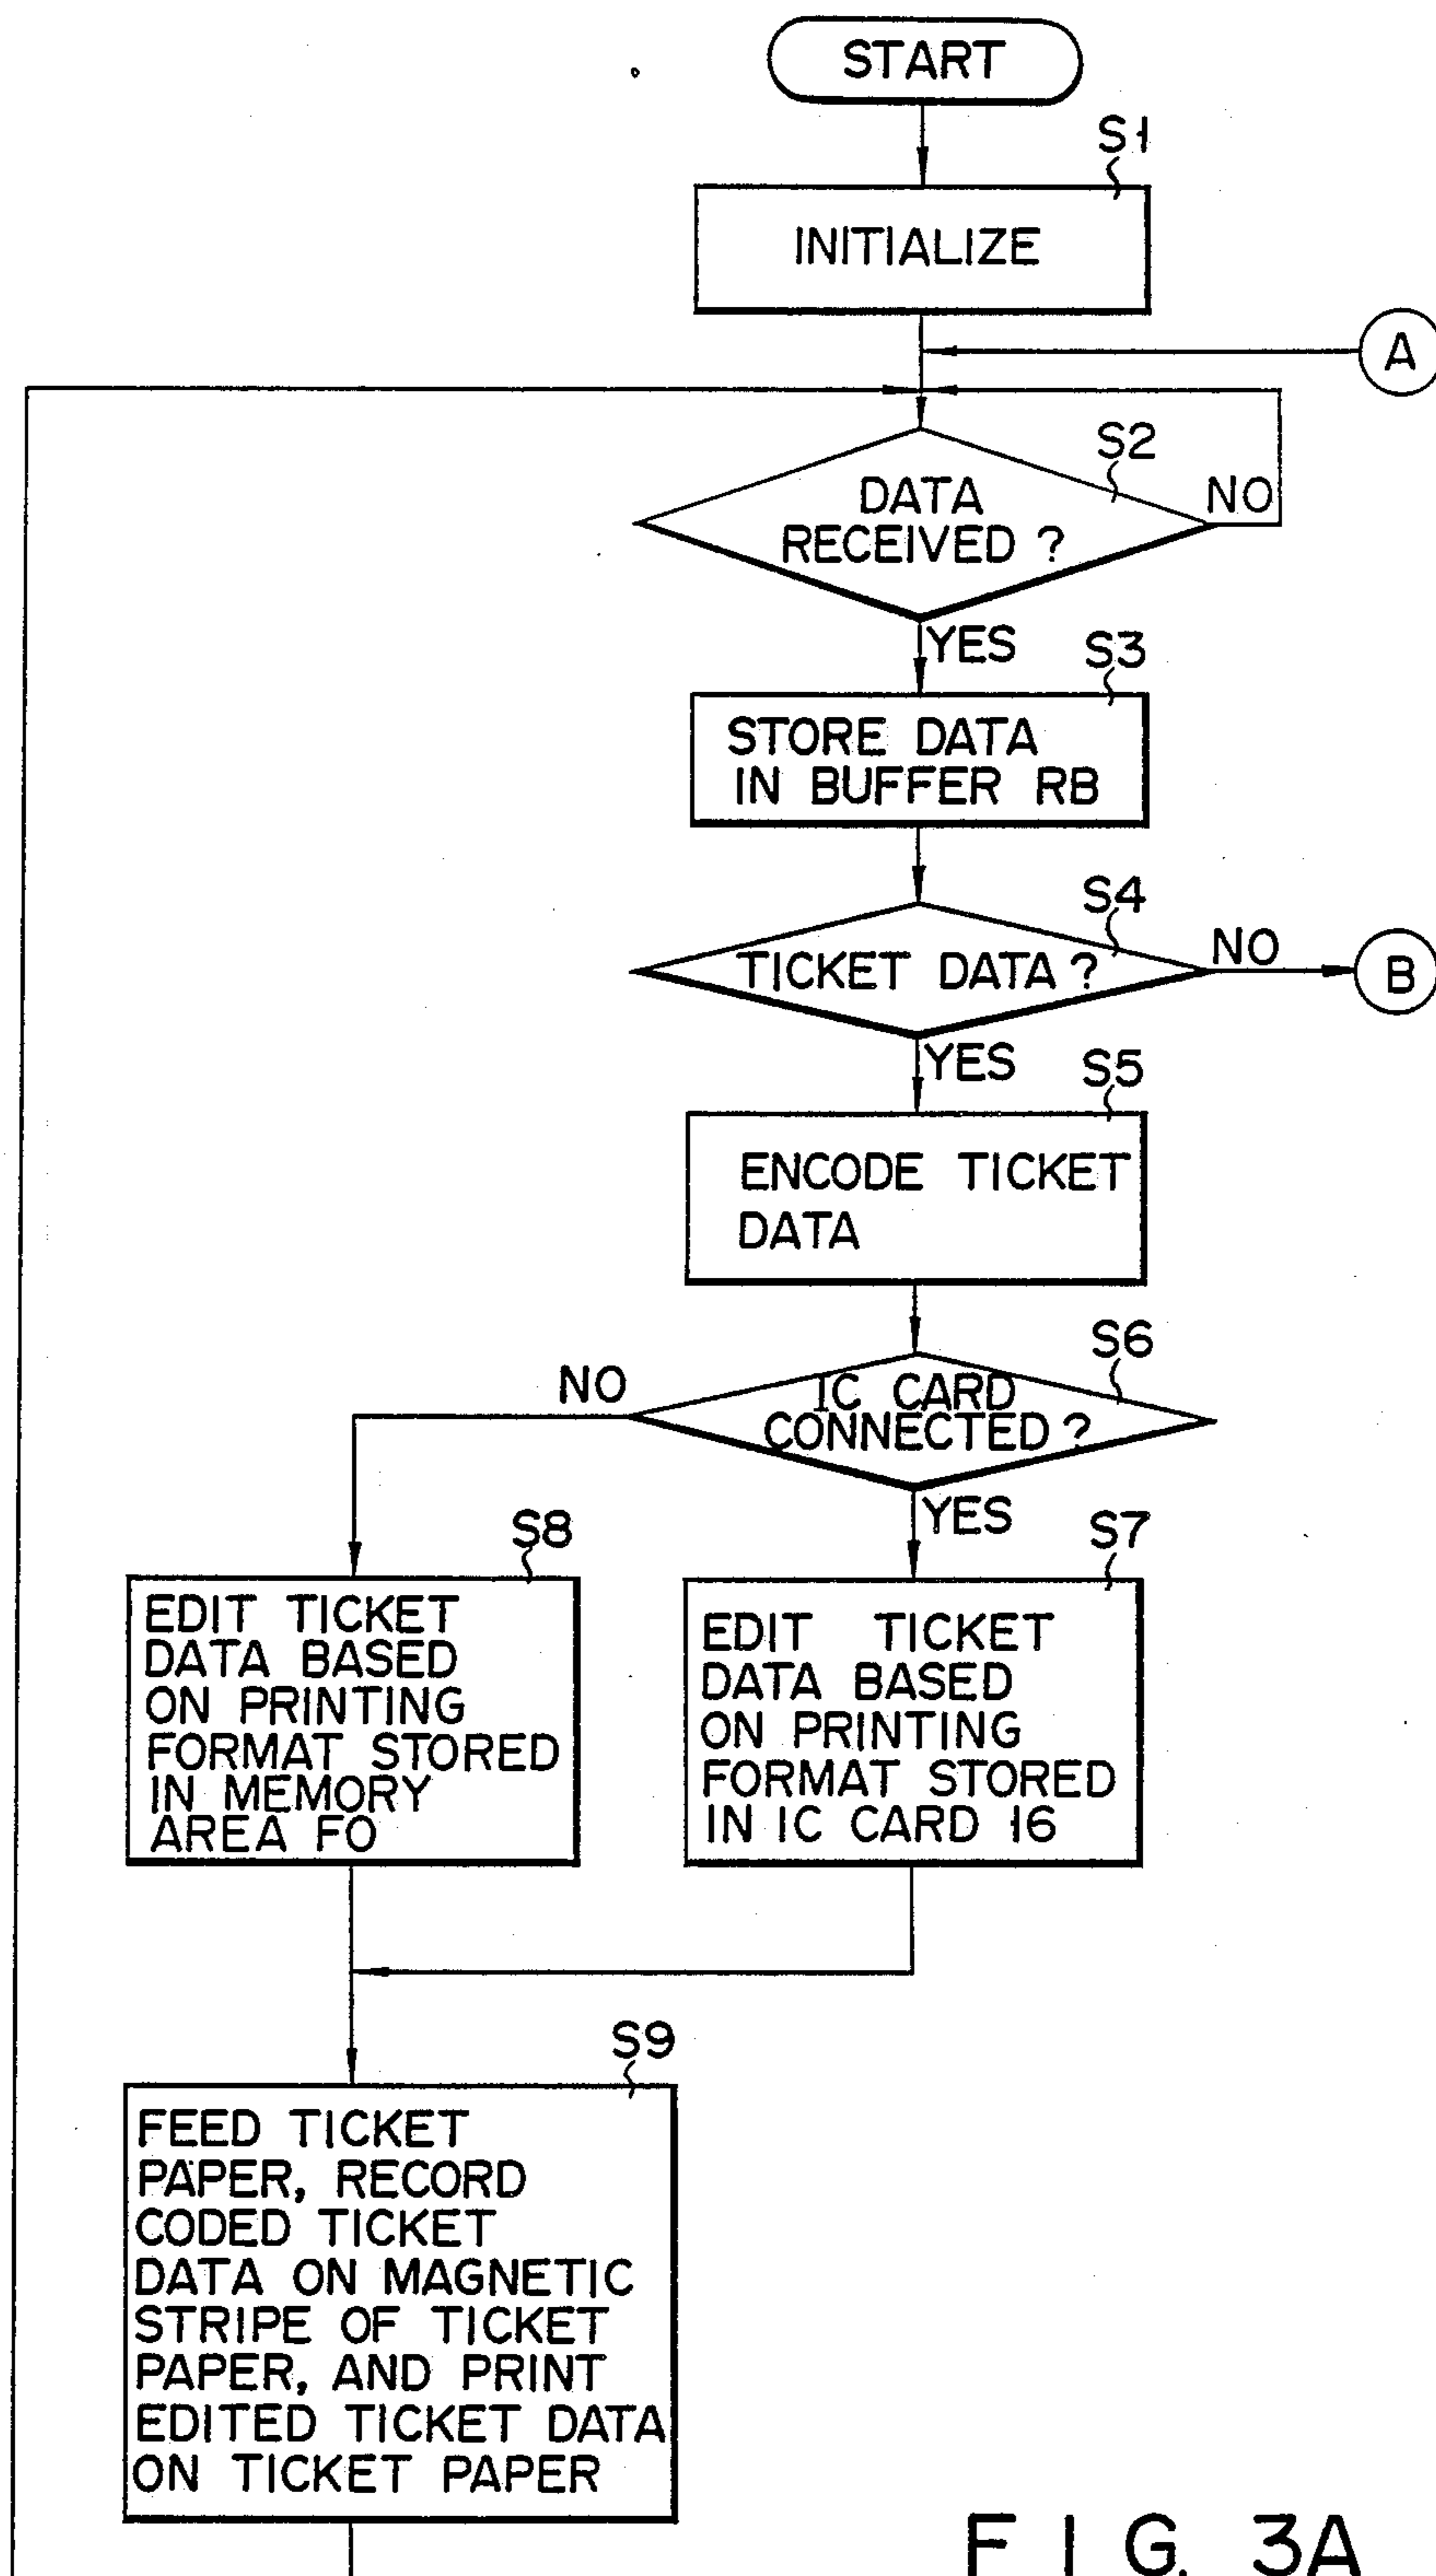 START
S1
INITIALIZE
A
S2
DATA
RECEIVED ?
NO
YES
S3
STORE DATA
IN BUFFER RB
S4
TICKET DATA ?
NO
B
YES
S5
ENCODE TICKET
DATA
S6
IC CARD
CONNECTED ?
NO
YES
S8
EDIT TICKET
DATA BASED
ON PRINTING
FORMAT STORED
IN MEMORY
AREA FO
S7
EDIT TICKET
DATA BASED
ON PRINTING
FORMAT STORED
IN IC CARD 16
S9
FEED TICKET
PAPER, RECORD
CODED TICKET
DATA ON MAGNETIC
STRIPE OF TICKET
PAPER, AND PRINT
EDITED TICKET DATA
ON TICKET PAPER
FIG. 3A